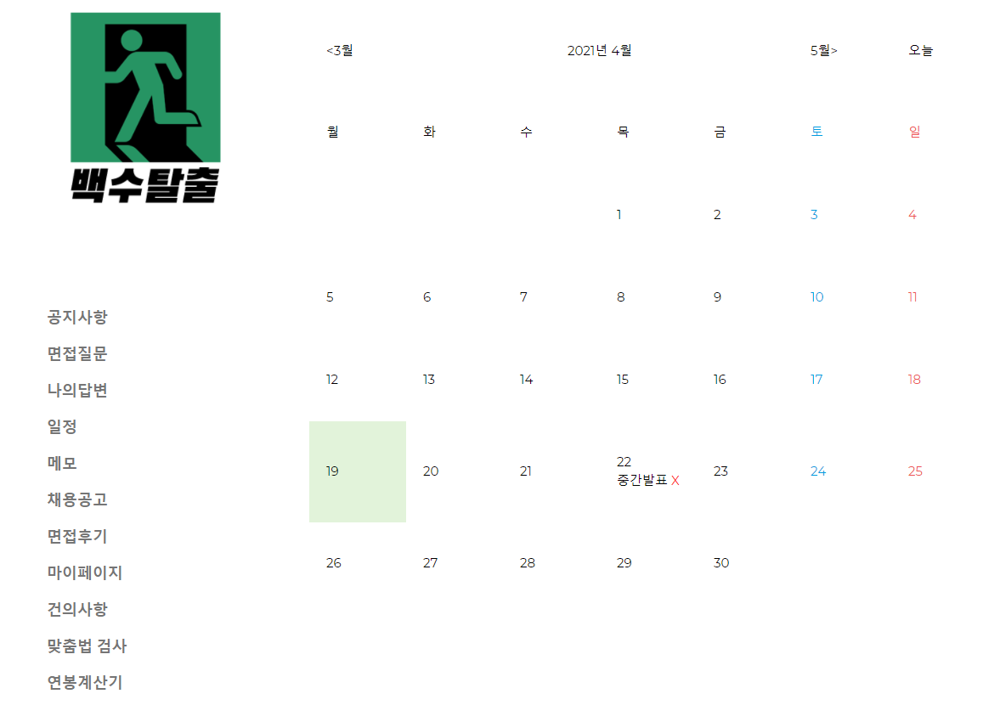 백수탈출
공지사항
면접질문
나의답변
일정
메모
채용공고
면접후기
마이페이지
건의사항
맞춤법 검사
연봉계산기
<3월 2021년 4월 5월> 오늘
월 화 수 목 금 토 일
1 2 3 4
5 6 7 8 9 10 11
12 13 14 15 16 17 18
19 20 21 22 23 24 25
중간발표 X
26 27 28 29 30